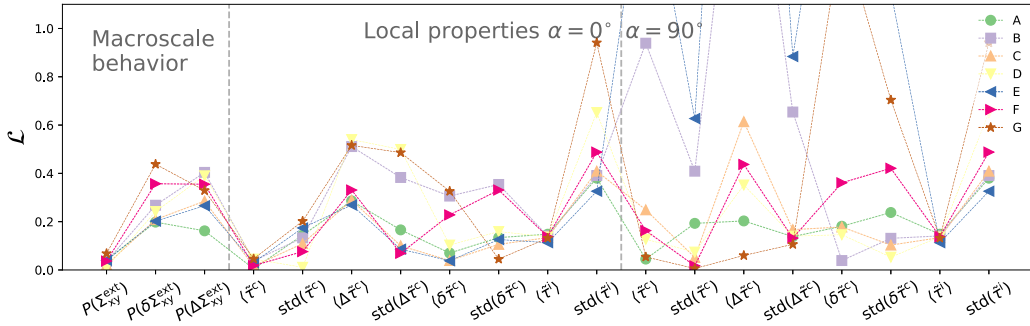 1.0
0.8
0.6
0.4
0.2
0.0
ℒ
Macroscale
behavior
Local properties α = 0°
α = 90°
A
B
C
D
E
F
G
P(Σ_xy^ext)
P(δΣ_xy^ext)
P(ΔΣ_xy^ext)
⟨τ̃^c⟩
std(τ̃^c)
⟨Δτ̃^c⟩
std(Δτ̃^c)
⟨δτ̃^c⟩
std(δτ̃^c)
⟨τ̃^i⟩
std(τ̃^i)
⟨τ̃^c⟩
std(τ̃^c)
⟨Δτ̃^c⟩
std(Δτ̃^c)
⟨δτ̃^c⟩
std(δτ̃^c)
⟨τ̃^i⟩
std(τ̃^i)